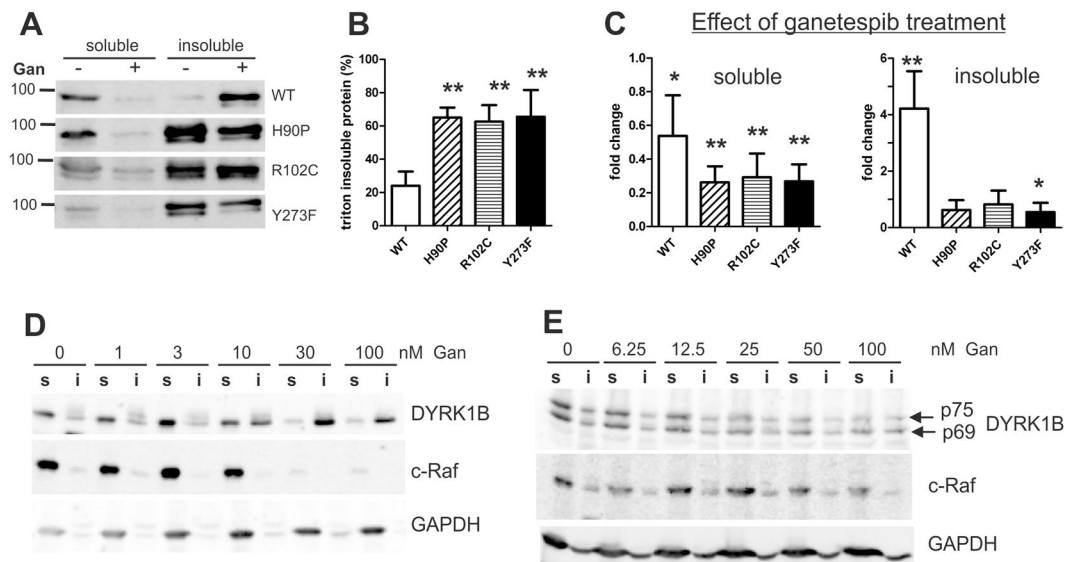 A
soluble insoluble
Gan - + - +
100 WT
100 H90P
100 R102C
100 Y273F
B
triton insoluble protein (%)
100
80
60
40
20
0
** ** **
WT H90P R102C Y273F
C Effect of ganetespib treatment
soluble
fold change
1.0
0.8
0.6
0.4
0.2
0.0
* ** ** **
WT H90P R102C Y273F
insoluble
fold change
6
4
2
0
** *
WT H90P R102C Y273F
D
0 1 3 10 30 100 nM Gan
s i s i s i s i s i s i
DYRK1B
c-Raf
GAPDH
E
0 6.25 12.5 25 50 100 nM Gan
s i s i s i s i s i s i
p75
p69
DYRK1B
c-Raf
GAPDH